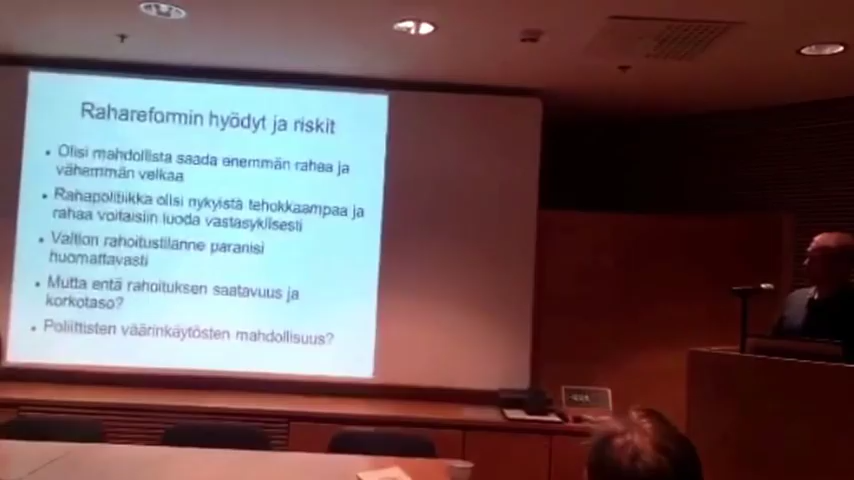 Rahareformin hyödyt ja riskit
• Olisi mahdollista saada enemmän rahaa ja
vähemmän velkaa
• Rahapolitiikka olisi nykyistä tehokkaampaa ja
rahaa voitaisiin luoda vastasyklisesti
• Valtion rahoitustilanne paranisi
huomattavasti
• Mutta entä rahoituksen saatavuus ja
korkotaso?
• Poliittisten väärinkäytösten mahdollisuus?